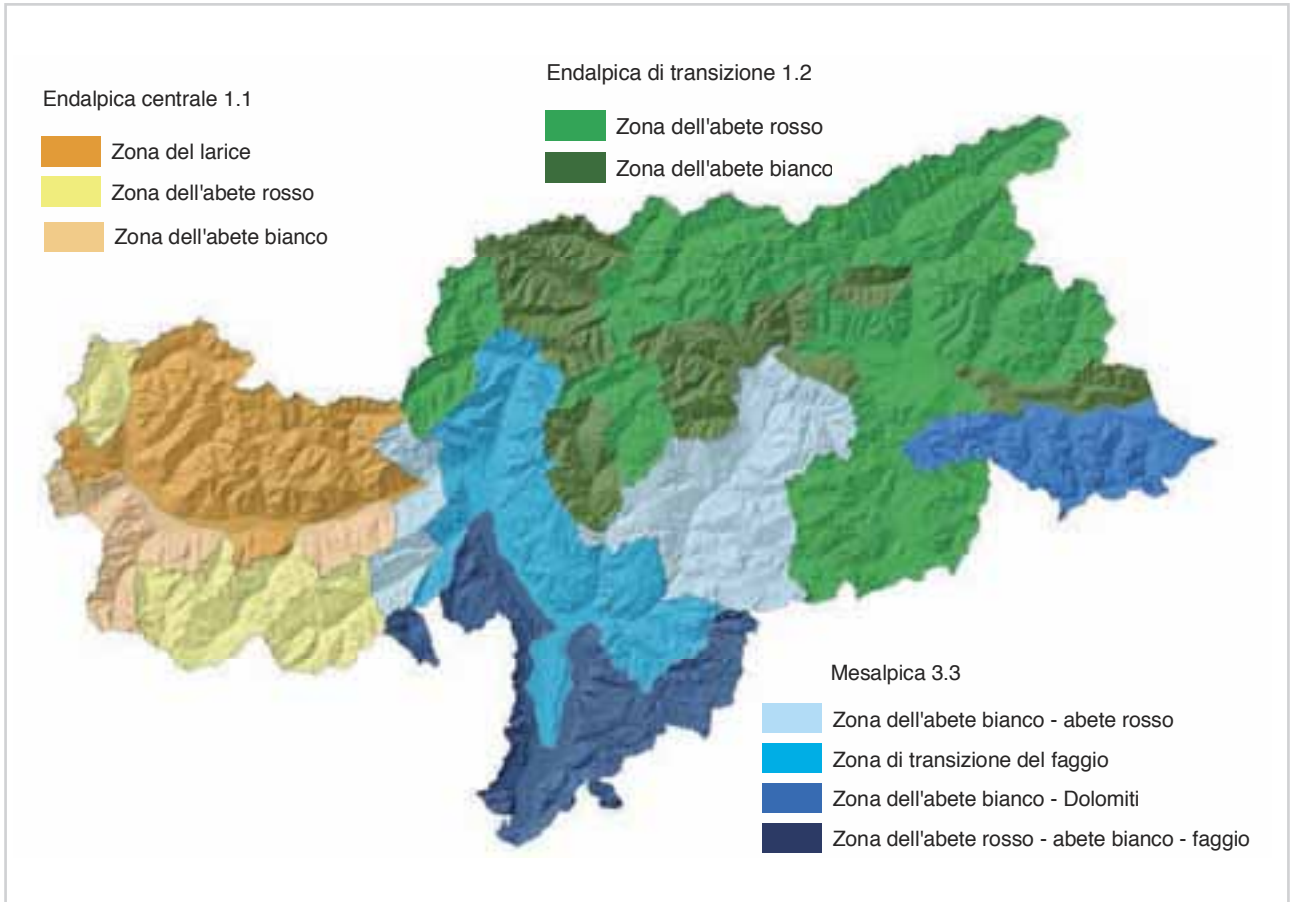 Endalpica centrale 1.1
Zona del larice
Zona dell'abete rosso
Zona dell'abete bianco
Endalpica di transizione 1.2
Zona dell'abete rosso
Zona dell'abete bianco
Mesalpica 3.3
Zona dell'abete bianco - abete rosso
Zona di transizione del faggio
Zona dell'abete bianco - Dolomiti
Zona dell'abete rosso - abete bianco - faggio